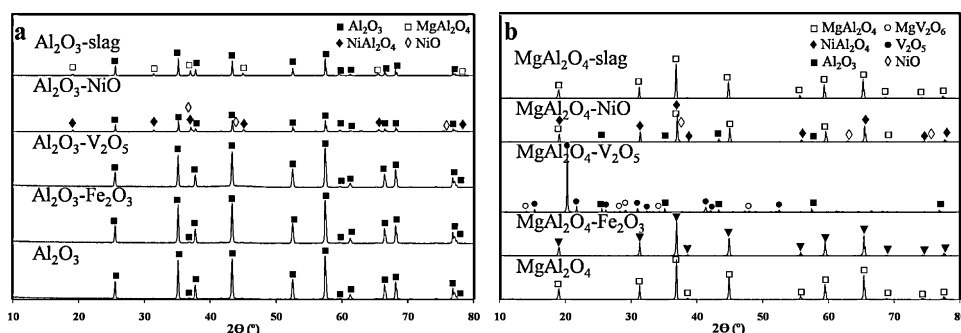 a
■ Al₂O₃ □ MgAl₂O₄
◆ NiAl₂O₄ ◇ NiO
Al₂O₃-slag
Al₂O₃-NiO
Al₂O₃-V₂O₅
Al₂O₃-Fe₂O₃
Al₂O₃
10 20 30 40 50 60 70 80
2Θ (º)
b
□ MgAl₂O₄ ○ MgV₂O₆
◆ NiAl₂O₄ ● V₂O₅
■ Al₂O₃ ◇ NiO
MgAl₂O₄-slag
MgAl₂O₄-NiO
MgAl₂O₄-V₂O₅
MgAl₂O₄-Fe₂O₃
MgAl₂O₄
10 20 30 40 50 60 70 80
2Θ (º)